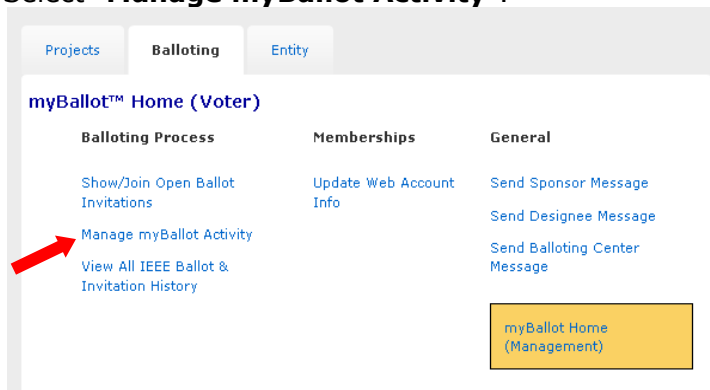 Select "Manage myBallot Activity".
Projects Balloting Entity
myBallot™ Home (Voter)
Balloting Process
Show/Join Open Ballot
Invitations
Manage myBallot Activity
View All IEEE Ballot &
Invitation History
Memberships
Update Web Account
Info
General
Send Sponsor Message
Send Designee Message
Send Balloting Center
Message
myBallot Home
(Management)